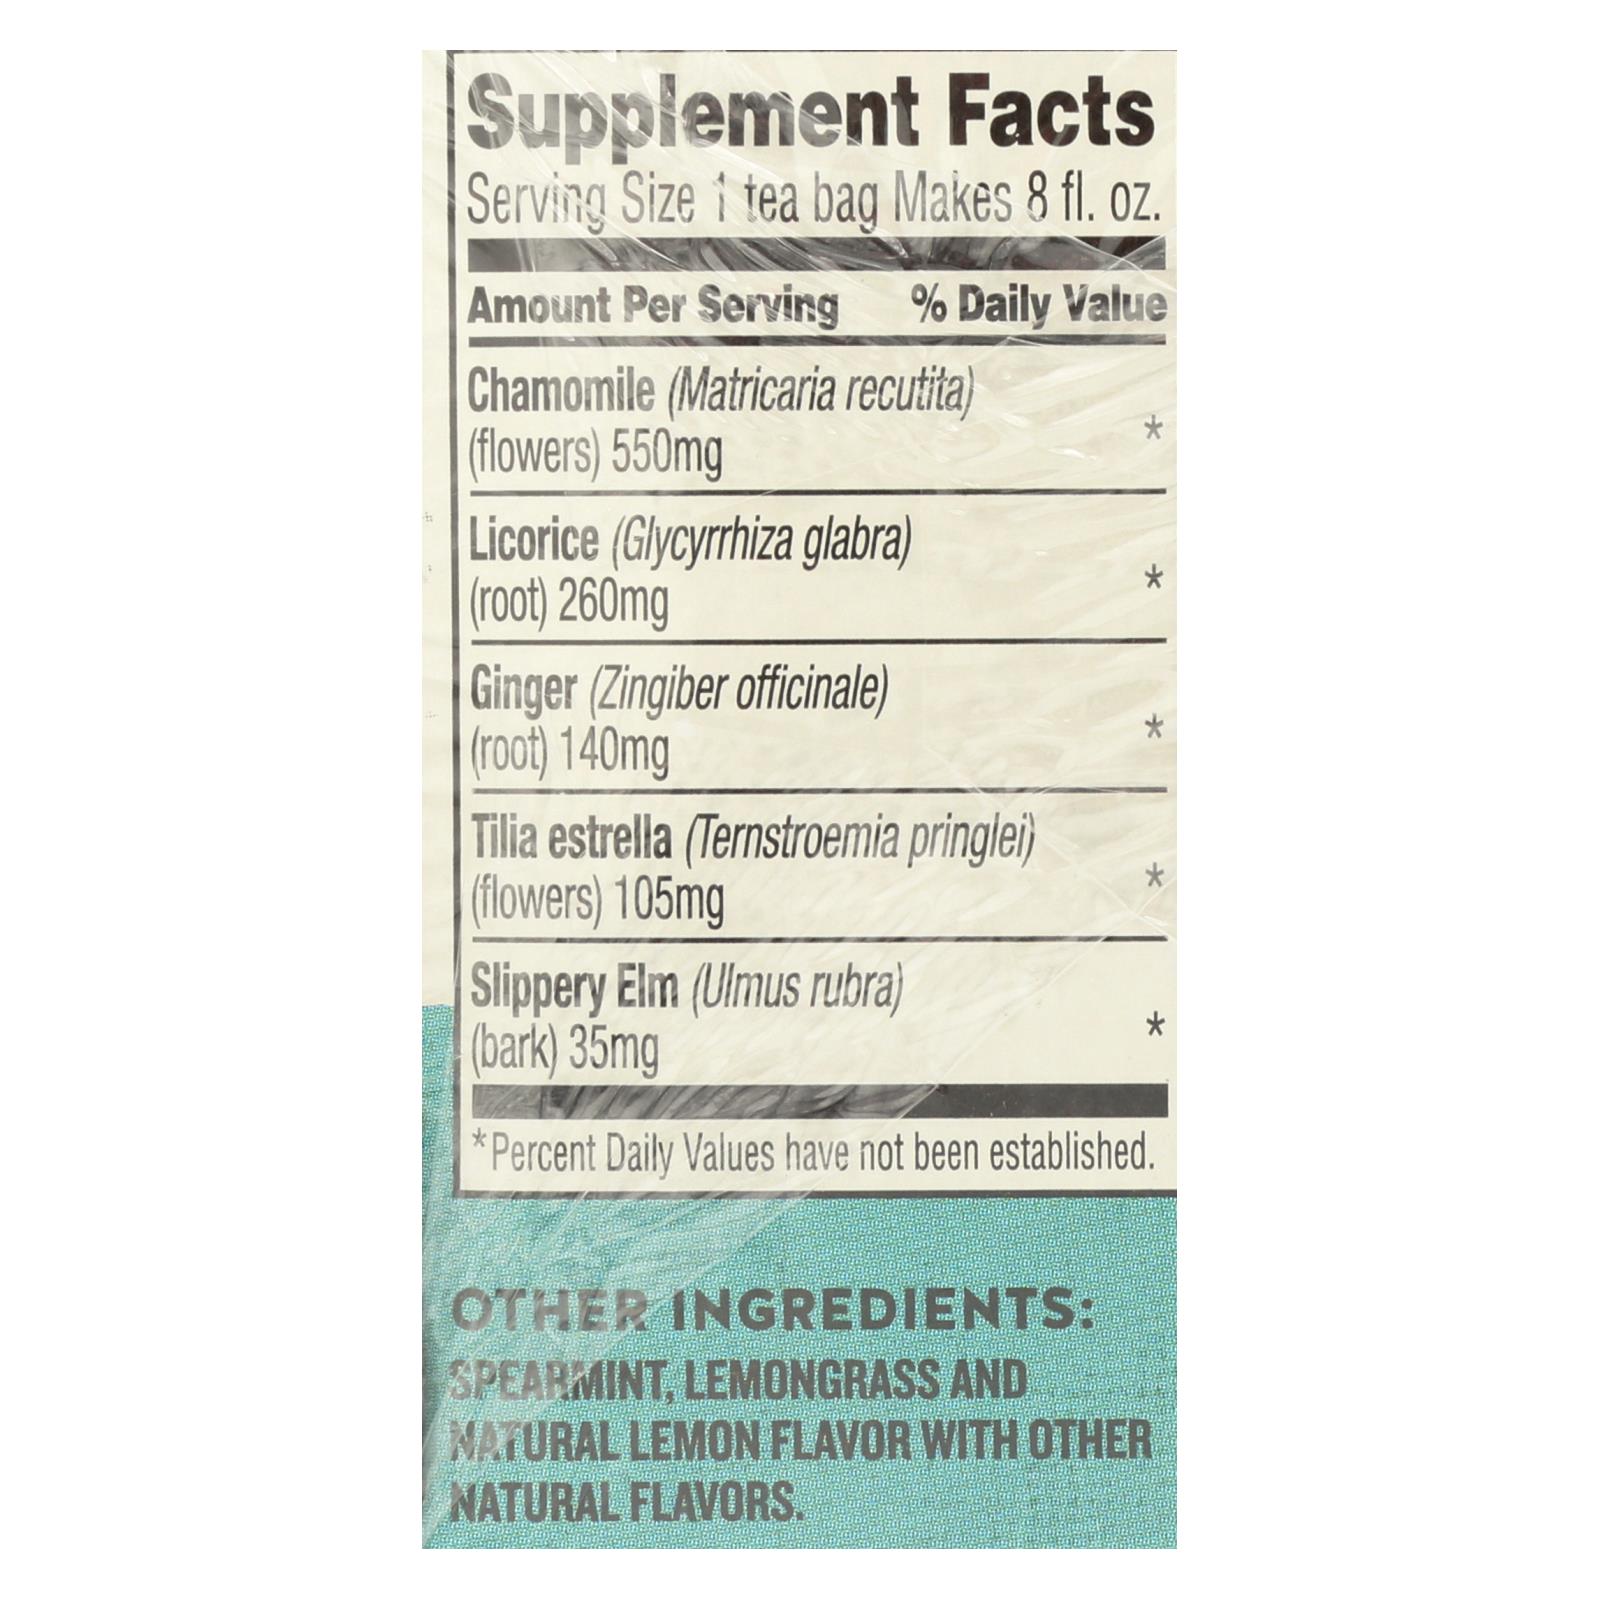 Supplement Facts
Serving Size 1 tea bag Makes 8 fl. oz.
Amount Per Serving % Daily Value
Chamomile (Matricaria recutita)
(flowers) 550mg *
Licorice (Glycyrrhiza glabra)
(root) 260mg *
Ginger (Zingiber officinale)
(root) 140mg *
Tilia estrella (Ternstroemia pringlei)
(flowers) 105mg *
Slippery Elm (Ulmus rubra)
(bark) 35mg *
*Percent Daily Values have not been established.
OTHER INGREDIENTS:
SPEARMINT, LEMONGRASS AND
NATURAL LEMON FLAVOR WITH OTHER
NATURAL FLAVORS.